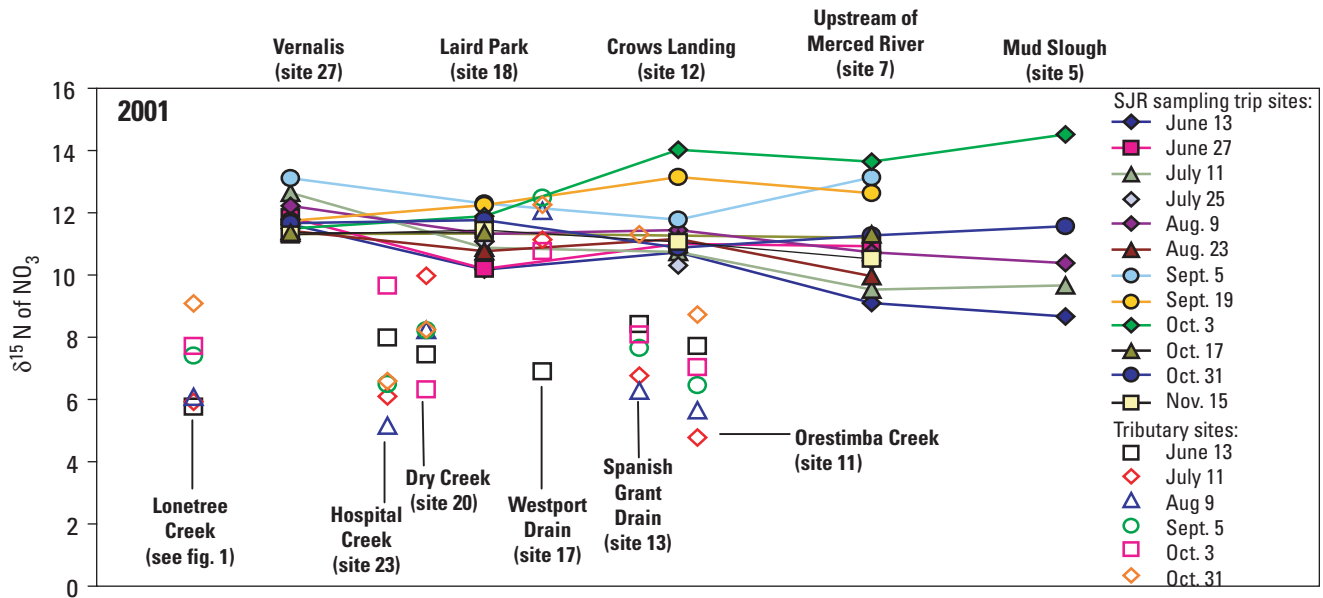 Vernalis
(site 27)
Laird Park
(site 18)
Crows Landing
(site 12)
Upstream of
Merced River
(site 7)
Mud Slough
(site 5)
16
14
12
10
8
6
4
2
0
δ15 N of NO3
2001
SJR sampling trip sites:
June 13
June 27
July 11
July 25
Aug. 9
Aug. 23
Sept. 5
Sept. 19
Oct. 3
Oct. 17
Oct. 31
Nov. 15
Tributary sites:
June 13
July 11
Aug 9
Sept. 5
Oct. 3
Oct. 31
Lonetree
Creek
(see fig. 1)
Hospital
Creek
(site 23)
Dry Creek
(site 20)
Westport
Drain
(site 17)
Spanish
Grant
Drain
(site 13)
Orestimba Creek
(site 11)